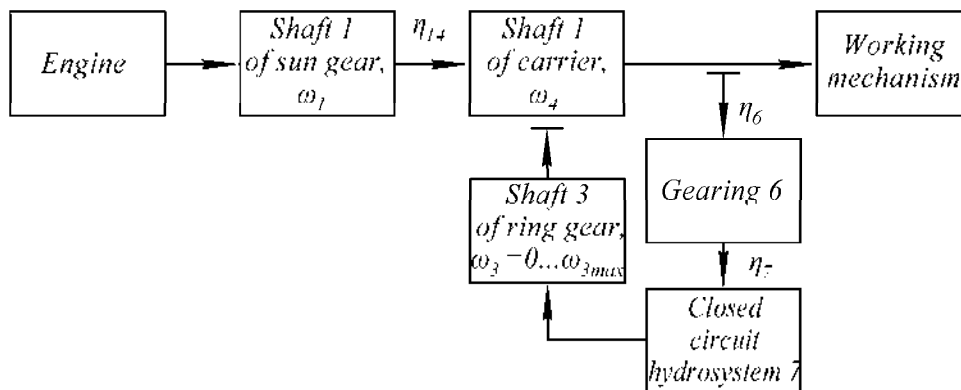 Engine
Shaft 1
of sun gear,
ω₁
η₁₄
Shaft 1
of carrier,
ω₄
Working
mechanism
η₆
Gearing 6
Shaft 3
of ring gear,
ω₃ =0...ω₃max
η₇
Closed
circuit
hydrosystem 7